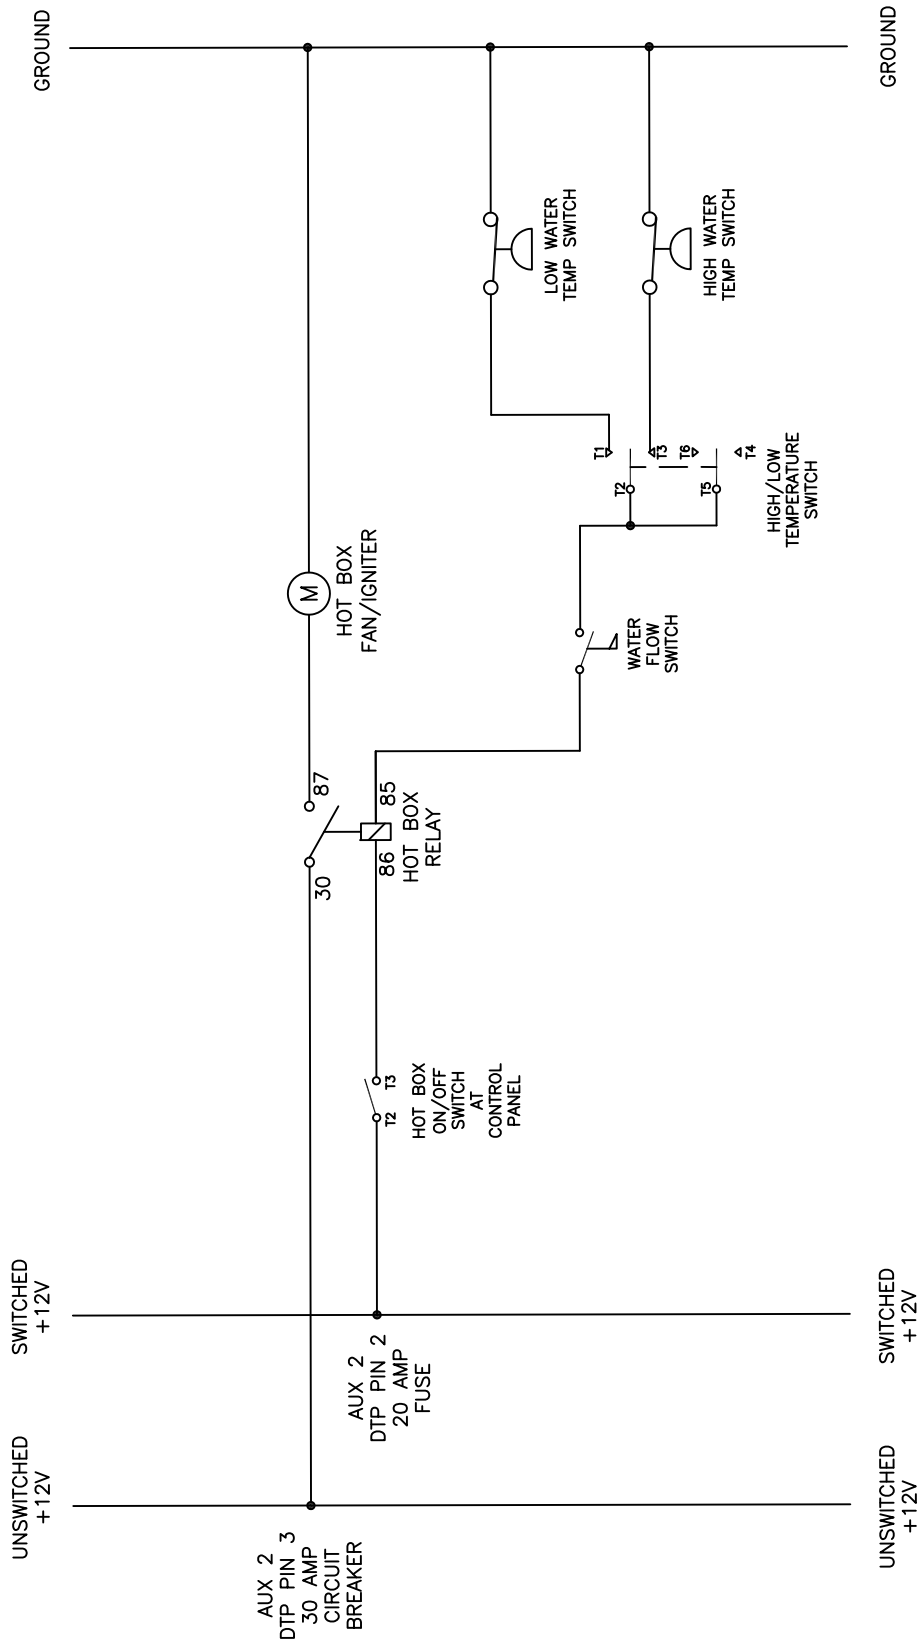 UNSWITCHED
+12V
SWITCHED
+12V
GROUND
AUX 2
DTP PIN 3
30 AMP
CIRCUIT
BREAKER
30
87
M
HOT BOX
FAN/IGNITER
AUX 2
DTP PIN 2
20 AMP
FUSE
T2
T3
HOT BOX
ON/OFF
SWITCH
AT
CONTROL
PANEL
86
85
HOT BOX
RELAY
LOW WATER
TEMP SWITCH
WATER
FLOW
SWITCH
T1
T2
T3
T6
T5
T4
HIGH/LOW
TEMPERATURE
SWITCH
HIGH WATER
TEMP SWITCH
UNSWITCHED
+12V
SWITCHED
+12V
GROUND